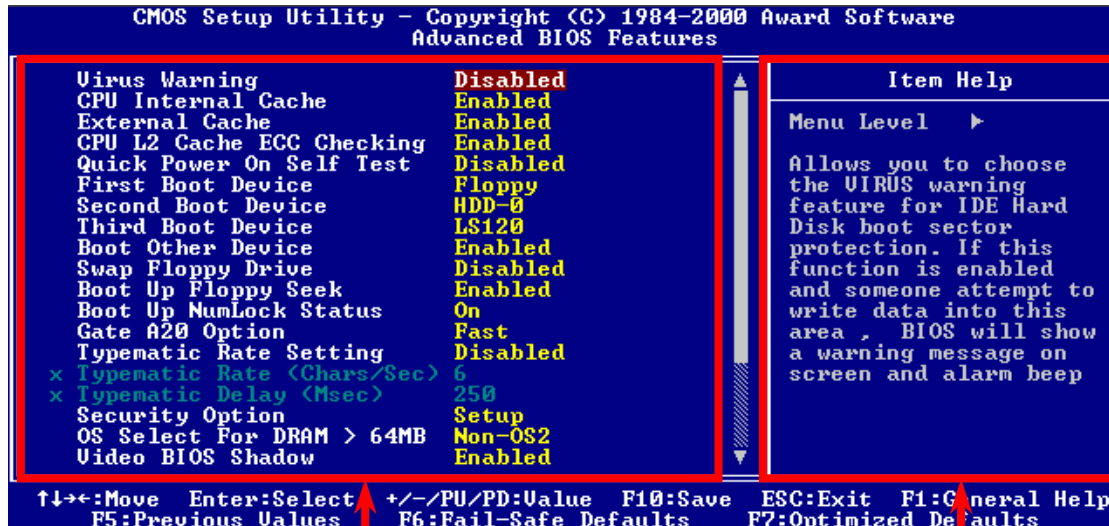 CMOS Setup Utility – Copyright (C) 1984–2000 Award Software
Advanced BIOS Features
Virus Warning Disabled
CPU Internal Cache Enabled
External Cache Enabled
CPU L2 Cache ECC Checking Enabled
Quick Power On Self Test Disabled
First Boot Device Floppy
Second Boot Device HDD-0
Third Boot Device LS120
Boot Other Device Enabled
Swap Floppy Drive Disabled
Boot Up Floppy Seek Enabled
Boot Up NumLock Status On
Gate A20 Option Fast
Typematic Rate Setting Disabled
x Typematic Rate (Chars/Sec) 6
x Typematic Delay (Msec) 250
Security Option Setup
OS Select For DRAM > 64MB Non-OS2
Video BIOS Shadow Enabled
Item Help
Menu Level ►
Allows you to choose
the VIRUS warning
feature for IDE Hard
Disk boot sector
protection. If this
function is enabled
and someone attempt to
write data into this
area , BIOS will show
a warning message on
screen and alarm beep
↑↓→←:Move Enter:Select +/-/PU/PD:Value F10:Save ESC:Exit F1:General Help
F5:Previous Values F6:Fail-Safe Defaults F7:Optimized Defaults